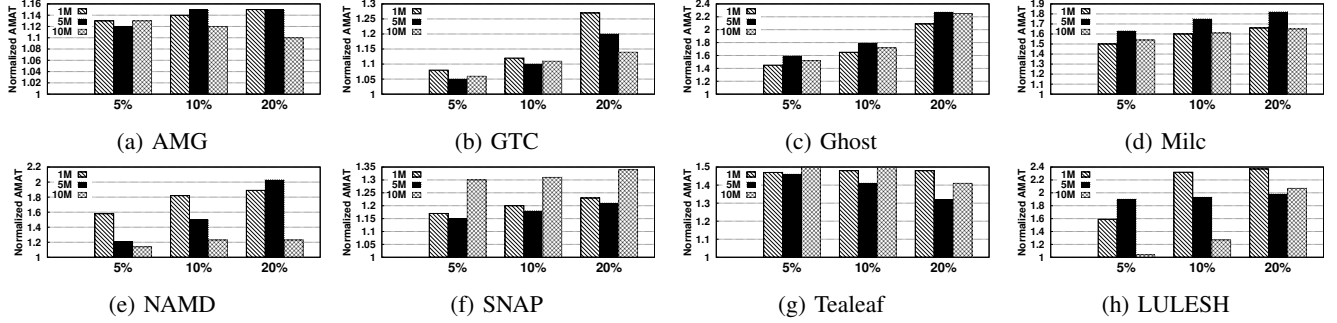 Normalized AMAT
1.16
1.14
1.12
1.1
1.08
1.06
1.04
1.02
1
1M
5M
10M
5% 10% 20%
(a) AMG
Normalized AMAT
1.3
1.25
1.2
1.15
1.1
1.05
1
1M
5M
10M
5% 10% 20%
(b) GTC
Normalized AMAT
2.4
2.2
2
1.8
1.6
1.4
1.2
1
1M
5M
10M
5% 10% 20%
(c) Ghost
Normalized AMAT
1.9
1.8
1.7
1.6
1.5
1.4
1.3
1.2
1.1
1
1M
5M
10M
5% 10% 20%
(d) Milc
Normalized AMAT
2.2
2
1.8
1.6
1.4
1.2
1
1M
5M
10M
5% 10% 20%
(e) NAMD
Normalized AMAT
1.35
1.3
1.25
1.2
1.15
1.1
1.05
1
1M
5M
10M
5% 10% 20%
(f) SNAP
Normalized AMAT
1.5
1.4
1.3
1.2
1.1
1
1M
5M
10M
5% 10% 20%
(g) Tealeaf
Normalized AMAT
2.4
2.2
2
1.8
1.6
1.4
1.2
1
1M
5M
10M
5% 10% 20%
(h) LULESH